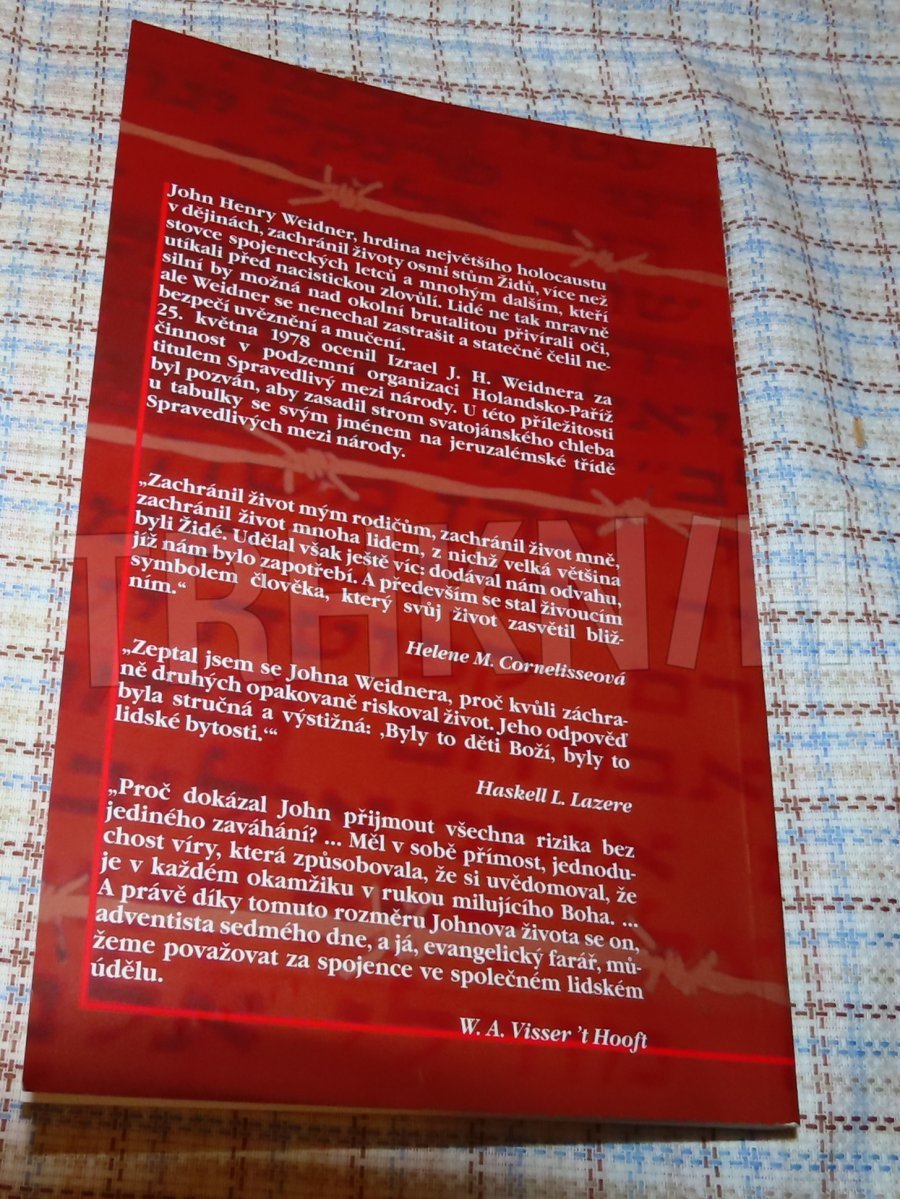 John Henry Weidner, hrdina největšího holocaustu
v dějinách, zachránil životy osmi stům Židů, více než
stovce spojeneckých letců a mnohým dalším, kteří
utíkali před nacistickou zlovůlí. Lidé ne tak mravně
silní by možná nad okolní brutalitou přivírali oči,
ale Weidner se nenechal zastrašit a statečně čelil ne-
bezpečí uvěznění a mučení.
25. května 1978 ocenil Izrael J. H. Weidnera za
činnost v podzemní organizaci Holandsko-Paříž
titulem Spravedlivý mezi národy. U této příležitosti
byl pozván, aby zasadil strom svatojánského chleba
u tabulky se svým jménem na jeruzalémské třídě
Spravedlivých mezi národy.
„Zachránil život mým rodičům, zachránil život mně,
zachránil život mnoha lidem, z nichž velká většina
byli Židé. Udělal však ještě víc: dodával nám odvahu,
jíž nám bylo zapotřebí. A především se stal živoucím
symbolem člověka, který svůj život zasvětil bliž-
ním.“
Helene M. Cornelisseová
„Zeptal jsem se Johna Weidnera, proč kvůli záchra-
ně druhých opakovaně riskoval život. Jeho odpověď
byla stručná a výstižná: ‚Byly to děti Boží, byly to
lidské bytosti.‘“
Haskell L. Lazere
„Proč dokázal John přijmout všechna rizika bez
jediného zaváhání? ... Měl v sobě přímost, jednodu-
chost víry, která způsobovala, že si uvědomoval, že
je v každém okamžiku v rukou milujícího Boha. ...
A právě díky tomuto rozměru Johnova života se on,
adventista sedmého dne, a já, evangelický farář, mů-
žeme považovat za spojence ve společném lidském
údělu.
W. A. Visser ’t Hooft